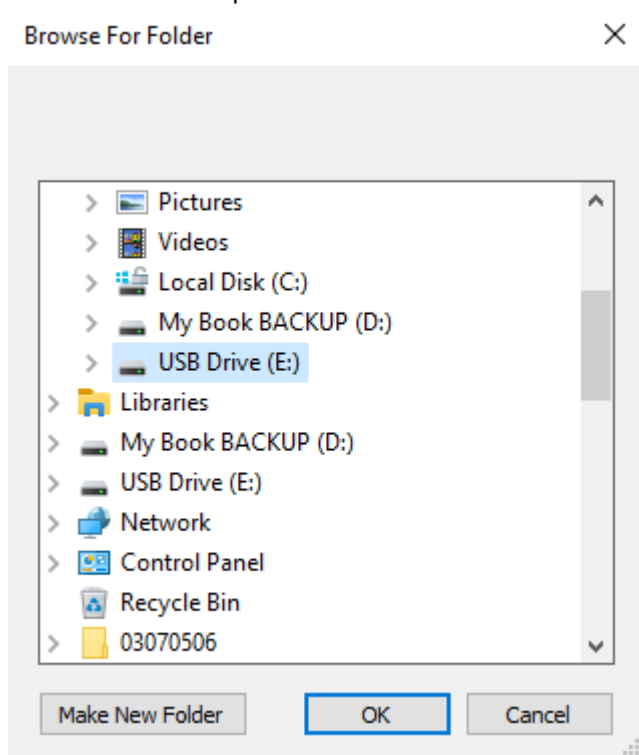 Browse For Folder
Pictures
Videos
Local Disk (C:)
My Book BACKUP (D:)
USB Drive (E:)
Libraries
My Book BACKUP (D:)
USB Drive (E:)
Network
Control Panel
Recycle Bin
03070506
Make New Folder OK Cancel